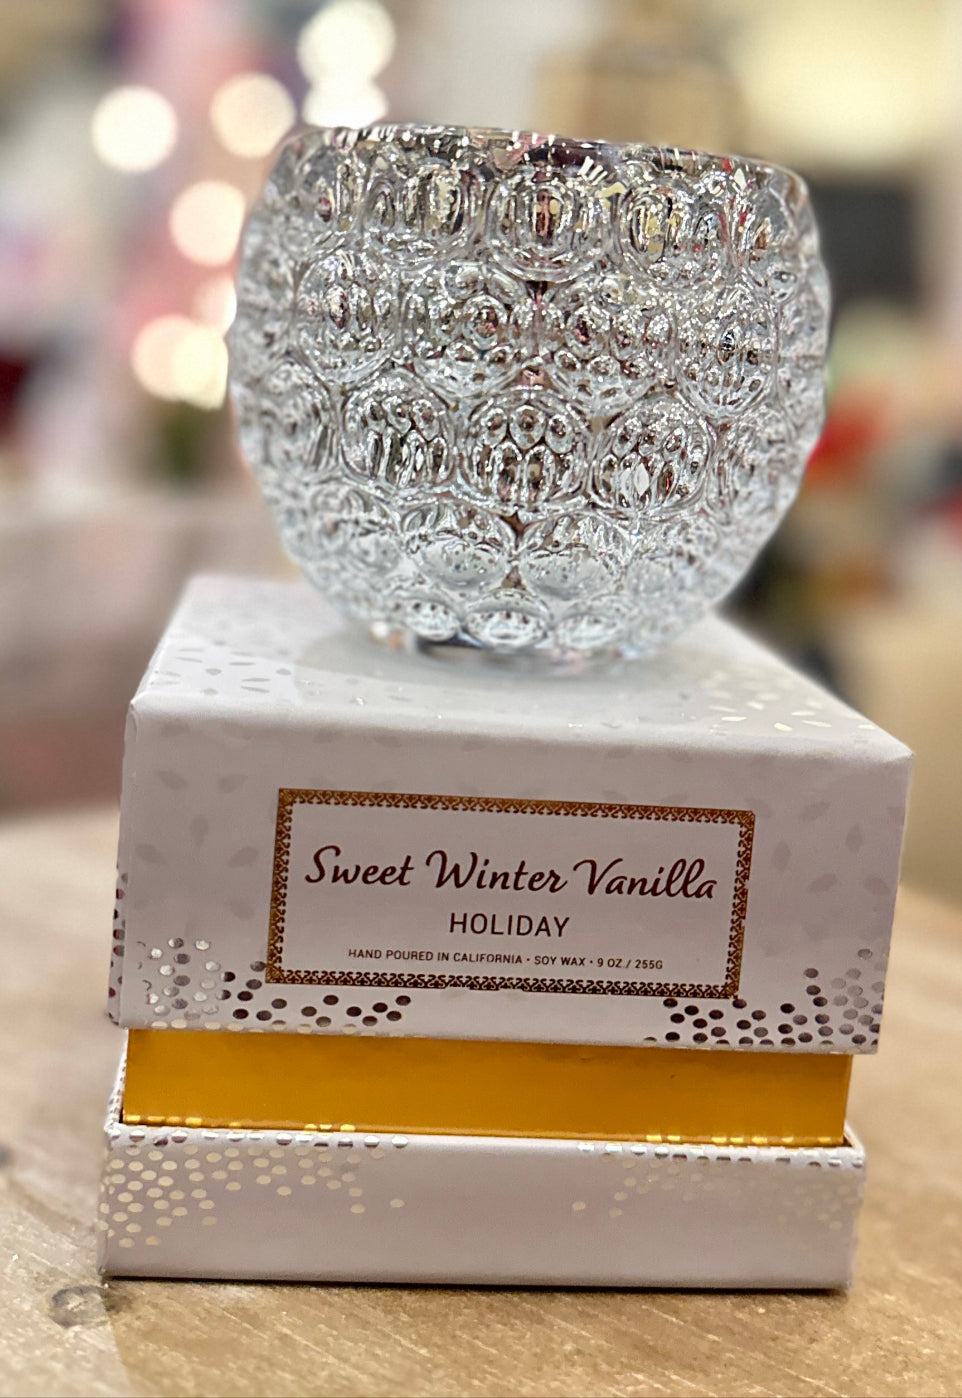 Sweet Winter Vanilla
HOLIDAY
HAND POURED IN CALIFORNIA • SOY WAX • 9 OZ./ 255G